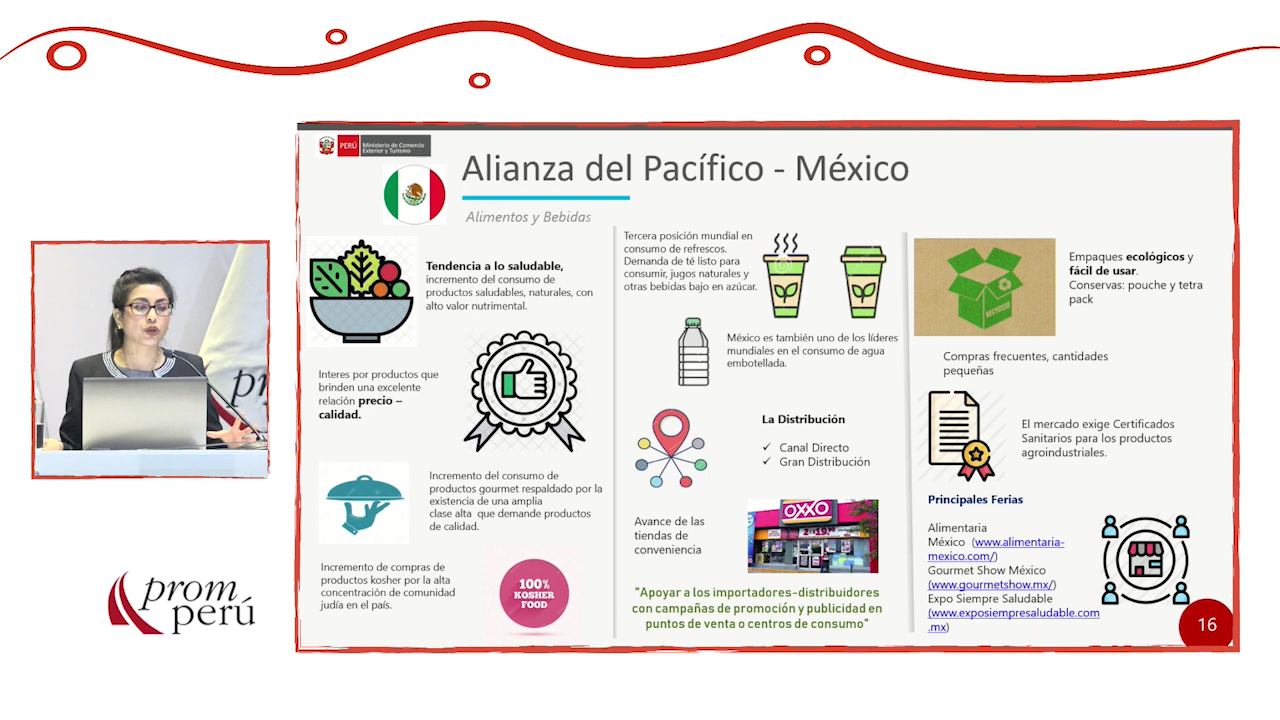 PERÚ
Ministerio de Comercio
Exterior y Turismo
Alianza del Pacífico - México
Alimentos y Bebidas
Tendencia a lo saludable,
incremento del consumo de
productos saludables, naturales, con
alto valor nutrimental.
Interes por productos que
brinden una excelente
relación precio –
calidad.
Incremento del consumo de
productos gourmet respaldado por la
existencia de una amplia
clase alta que demande productos
de calidad.
Incremento de compras de
productos kosher por la alta
concentración de comunidad
judía en el país.
100%
KOSHER
FOOD
Tercera posición mundial en
consumo de refrescos.
Demanda de té listo para
consumir, jugos naturales y
otras bebidas bajo en azúcar.
México es también uno de los líderes
mundiales en el consumo de agua
embotellada.
La Distribución
✓ Canal Directo
✓ Gran Distribución
Avance de las
tiendas de
conveniencia
OXXO
"Apoyar a los importadores-distribuidores
con campañas de promoción y publicidad en
puntos de venta o centros de consumo"
RECYCLED
Empaques ecológicos y
fácil de usar.
Conservas: pouche y tetra
pack
Compras frecuentes, cantidades
pequeñas
El mercado exige Certificados
Sanitarios para los productos
agroindustriales.
Principales Ferias
Alimentaria
México (www.alimentaria-
mexico.com/)
Gourmet Show México
(www.gourmetshow.mx/)
Expo Siempre Saludable
(www.exposiempresaludable.com
.mx)
16
prom
perú